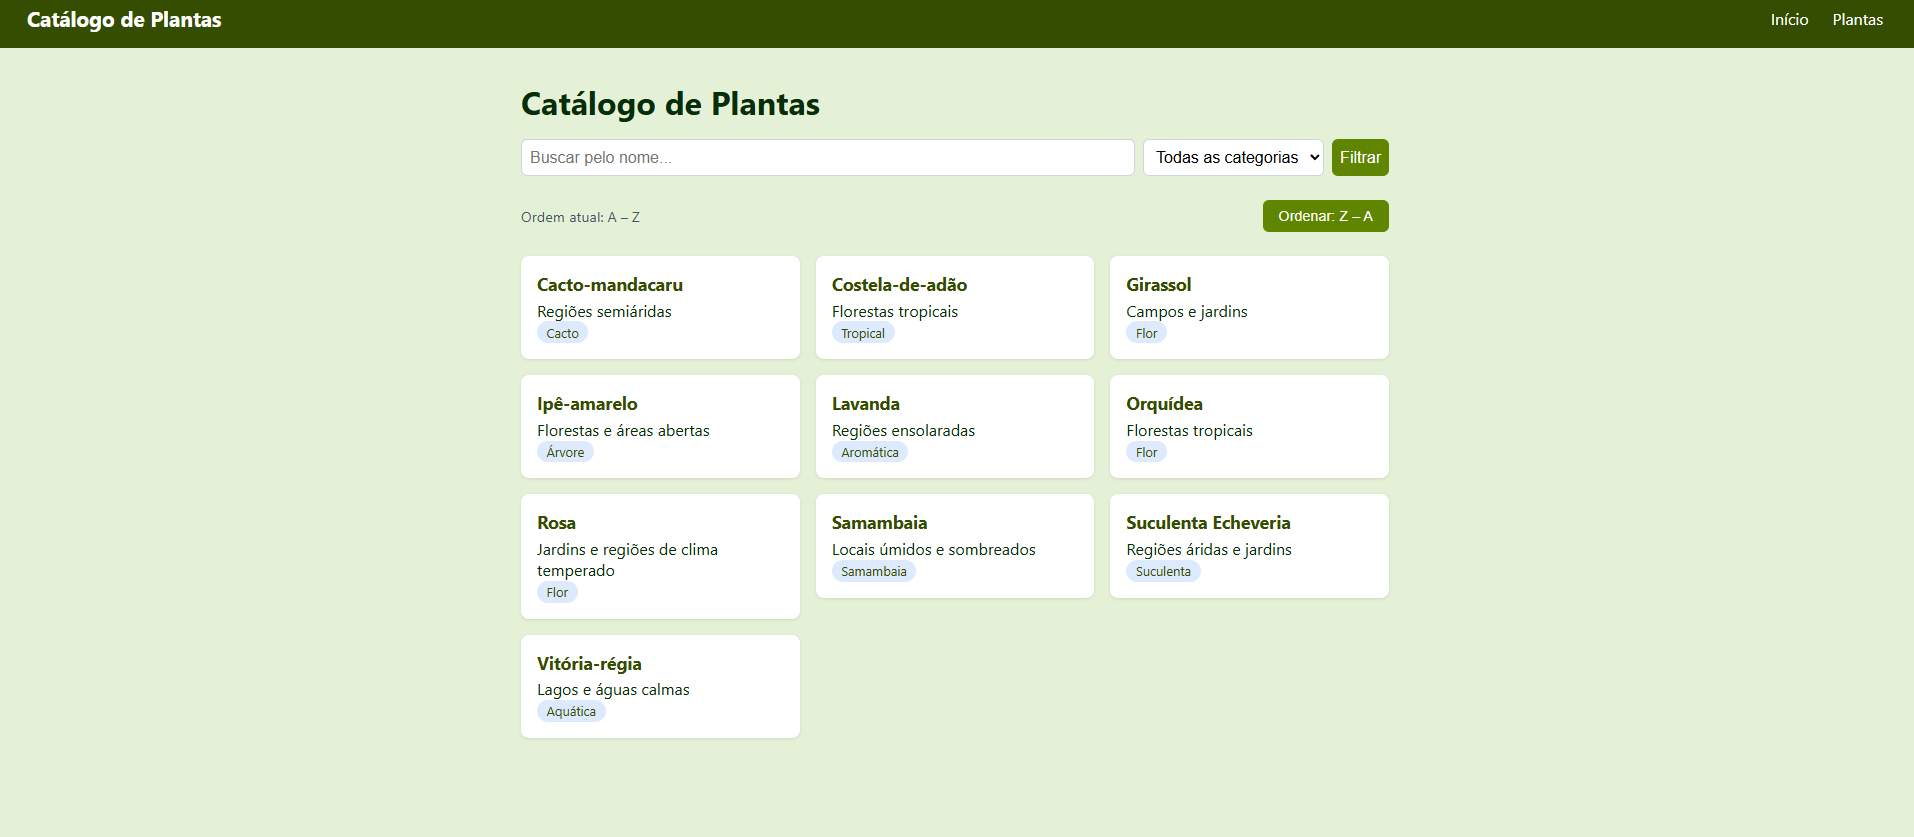 Catálogo de Plantas
Início
Plantas
Catálogo de Plantas
Buscar pelo nome...
Todas as categorias
Filtrar
Ordem atual: A – Z
Ordenar: Z – A
Cacto-mandacaru
Regiões semiáridas
Cacto
Costela-de-adão
Florestas tropicais
Tropical
Girassol
Campos e jardins
Flor
Ipê-amarelo
Florestas e áreas abertas
Árvore
Lavanda
Regiões ensolaradas
Aromática
Orquídea
Florestas tropicais
Flor
Rosa
Jardins e regiões de clima
temperado
Flor
Samambaia
Locais úmidos e sombreados
Samambaia
Suculenta Echeveria
Regiões áridas e jardins
Suculenta
Vitória-régia
Lagos e águas calmas
Aquática